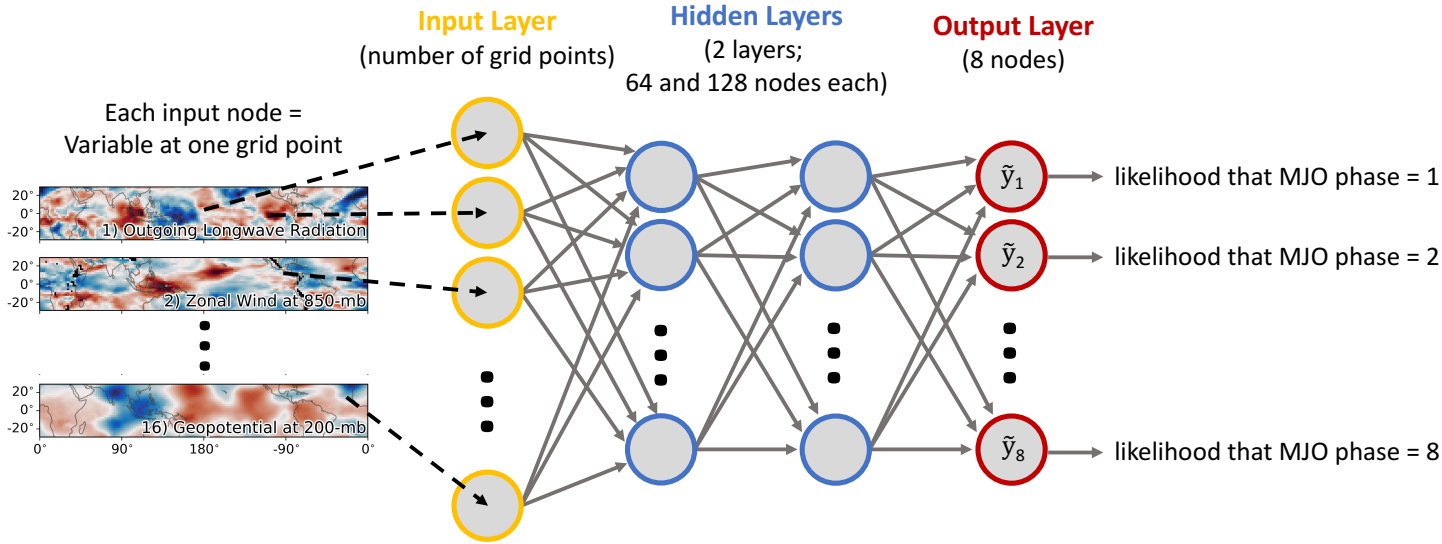 Input Layer
(number of grid points)
Hidden Layers
(2 layers;
64 and 128 nodes each)
Output Layer
(8 nodes)
Each input node =
Variable at one grid point
20°
0°
-20°
1) Outgoing Longwave Radiation
20°
0°
-20°
2) Zonal Wind at 850-mb
20°
0°
-20°
16) Geopotential at 200-mb
0° 90° 180° -90° 0°
ỹ₁
likelihood that MJO phase = 1
ỹ₂
likelihood that MJO phase = 2
ỹ₈
likelihood that MJO phase = 8